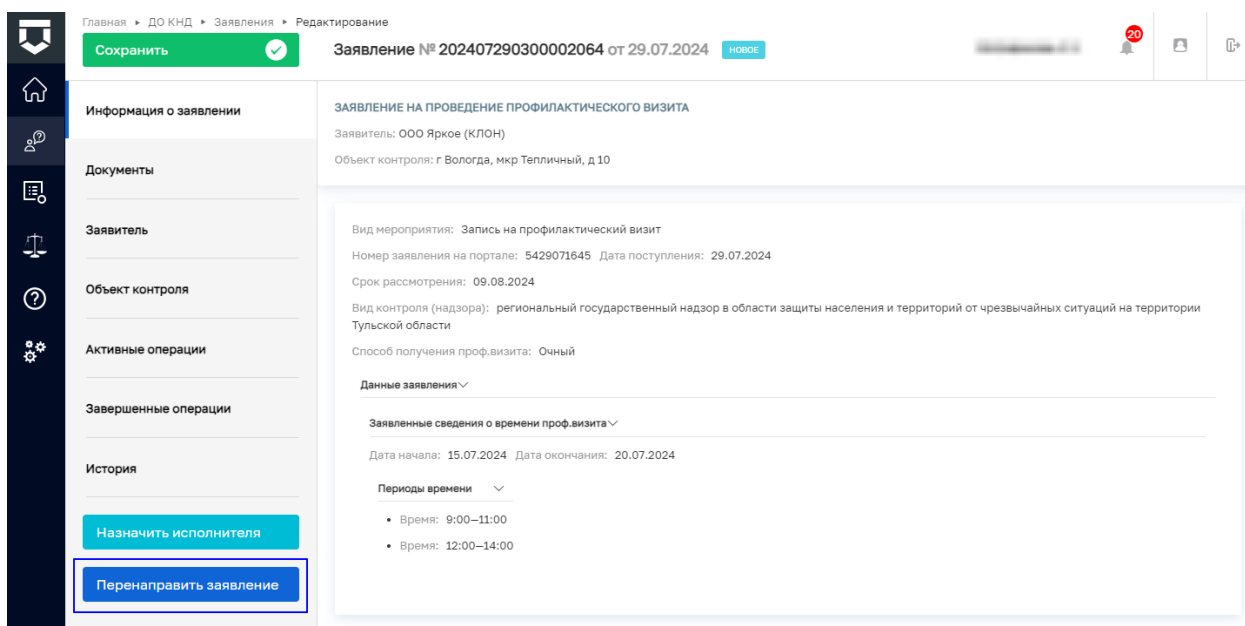 Главная ▸ ДО КНД ▸ Заявления ▸ Редактирование
Сохранить
Заявление № 202407290300002064 от 29.07.2024 НОВОЕ
20
Информация о заявлении
Документы
Заявитель
Объект контроля
Активные операции
Завершенные операции
История
Назначить исполнителя
Перенаправить заявление
ЗАЯВЛЕНИЕ НА ПРОВЕДЕНИЕ ПРОФИЛАКТИЧЕСКОГО ВИЗИТА
Заявитель: ООО Яркое (КЛОН)
Объект контроля: г Вологда, мкр Тепличный, д 10
Вид мероприятия: Запись на профилактический визит
Номер заявления на портале: 5429071645 Дата поступления: 29.07.2024
Срок рассмотрения: 09.08.2024
Вид контроля (надзора): региональный государственный надзор в области защиты населения и территорий от чрезвычайных ситуаций на территории
Тульской области
Способ получения проф.визита: Очный
Данные заявления
Заявленные сведения о времени проф.визита
Дата начала: 15.07.2024 Дата окончания: 20.07.2024
Периоды времени
• Время: 9:00—11:00
• Время: 12:00—14:00